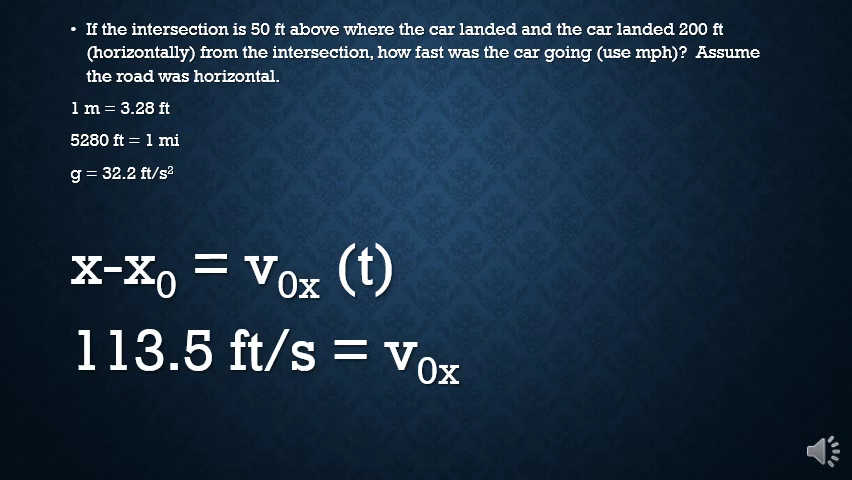 • If the intersection is 50 ft above where the car landed and the car landed 200 ft
(horizontally) from the intersection, how fast was the car going (use mph)? Assume
the road was horizontal.
1 m = 3.28 ft
5280 ft = 1 mi
g = 32.2 ft/s²
x-x₀ = v₀ₓ (t)
113.5 ft/s = v₀ₓ